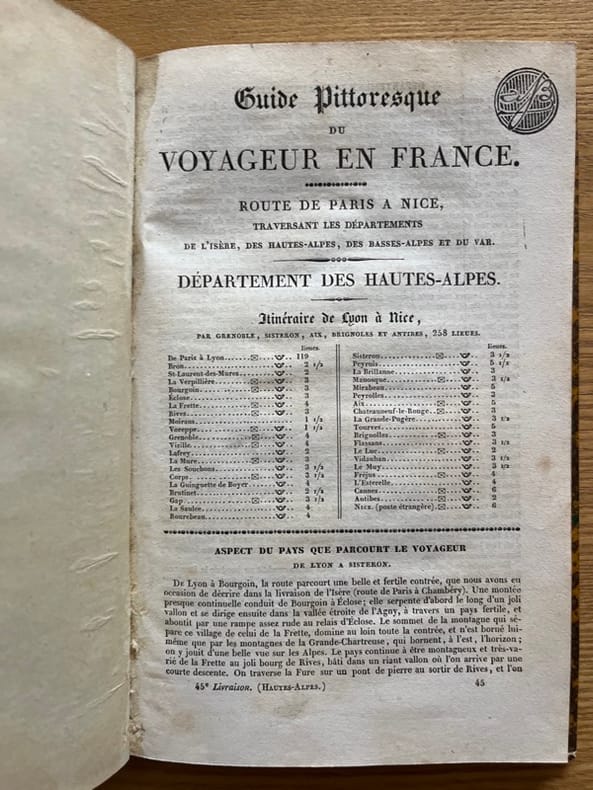 Guide Pittoresque
DU
VOYAGEUR EN FRANCE.
ROUTE DE PARIS A NICE,
TRAVERSANT LES DÉPARTEMENTS
DE L'ISÈRE, DES HAUTES-ALPES, DES BASSES-ALPES ET DU VAR.
DÉPARTEMENT DES HAUTES-ALPES.
Itinéraire de Lyon à Nice,
PAR GRENOBLE, SISTERON, AIX, BRIGNOLES ET ANTIBES, 258 LIEUES.
lieues.
De Paris à Lyon 119
Bron 2 1/2
St-Laurent-des-Mures 2
La Verpillière 3
Bourgoin 3
Éclose 3
La Frette 4
Rives 3
Moirans 1 1/2
Voreppe 1 1/2
Grenoble 4
Vizille 4
Lafrey 2
La Mure 3
Les Souchons 3 1/2
Corps 3 1/2
La Guinguette de Boyer
Brutinet 2 1/2
Gap 3 1/2
La Saulce 4
Rourebeau 4
lieues.
Sisteron 3 1/2
Peyruis 5 1/2
La Brillanne 3
Manosque 3 1/2
Mirabeau 5
Peyrolles 3
Aix 5
Chateauneuf-le-Rouge 3
La Grande-Pugère 3 1/2
Tourves 5
Brignolles 3
Flassans 3 1/2
Le Luc 2
Vidauban 3 1/2
Le Muy 3 1/2
Fréjus 4
L'Esterelle 4
Cannes 6
Antibes 2
NICE (poste étrangère) 6
ASPECT DU PAYS QUE PARCOURT LE VOYAGEUR
DE LYON A SISTERON.
DE Lyon à Bourgoin, la route parcourt une belle et fertile contrée, que nous avons eu
occasion de décrire dans la livraison de l'Isère (route de Paris à Chambéry). Une montée
presque continuelle conduit de Bourgoin à Éclose; elle serpente d'abord le long d'un joli
vallon et se dirige ensuite dans la vallée étroite de l'Agny, à travers un pays fertile, et
aboutit par une rampe assez rude au relais d'Éclose. Le sommet de la montagne qui sé-
pare ce village de celui de la Frette, domine au loin toute la contrée, et n'est borné lui-
même que par les montagnes de la Grande-Chartreuse, qui bornent, à l'est, l'horizon;
on y jouit d'une belle vue sur les Alpes. Le pays continue à être montagneux et très-va-
rié de la Frette au joli bourg de Rives, bâti dans un riant vallon où l'on arrive par une
courte descente. On traverse la Fure sur un pont de pierre au sortir de Rives, et l'on
45e Livraison. (HAUTES-ALPES.) 45